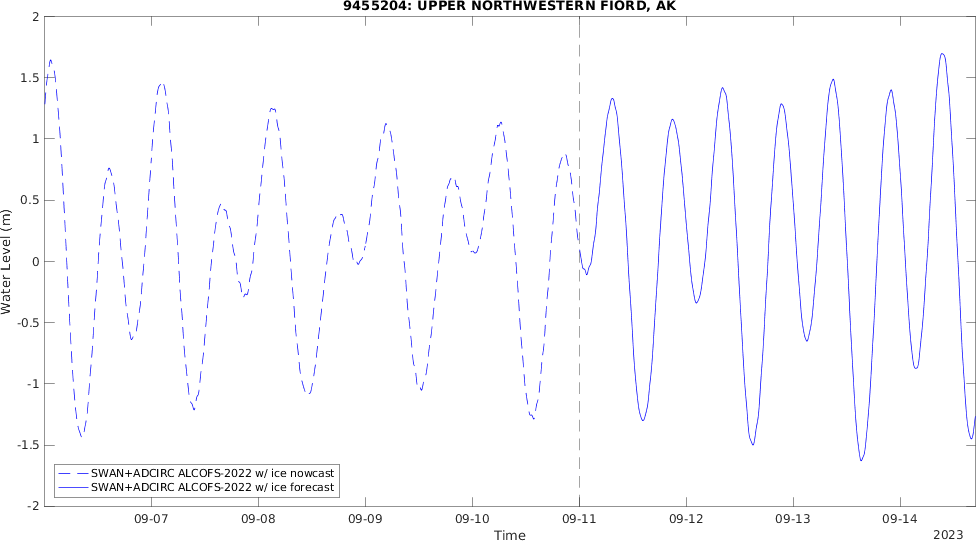 9455204: UPPER NORTHWESTERN FIORD, AK
2
1.5
1
0.5
0
-0.5
-1
-1.5
-2
Water Level (m)
SWAN+ADCIRC ALCOFS-2022 w/ ice nowcast
SWAN+ADCIRC ALCOFS-2022 w/ ice forecast
09-07 09-08 09-09 09-10 09-11 09-12 09-13 09-14
Time
2023